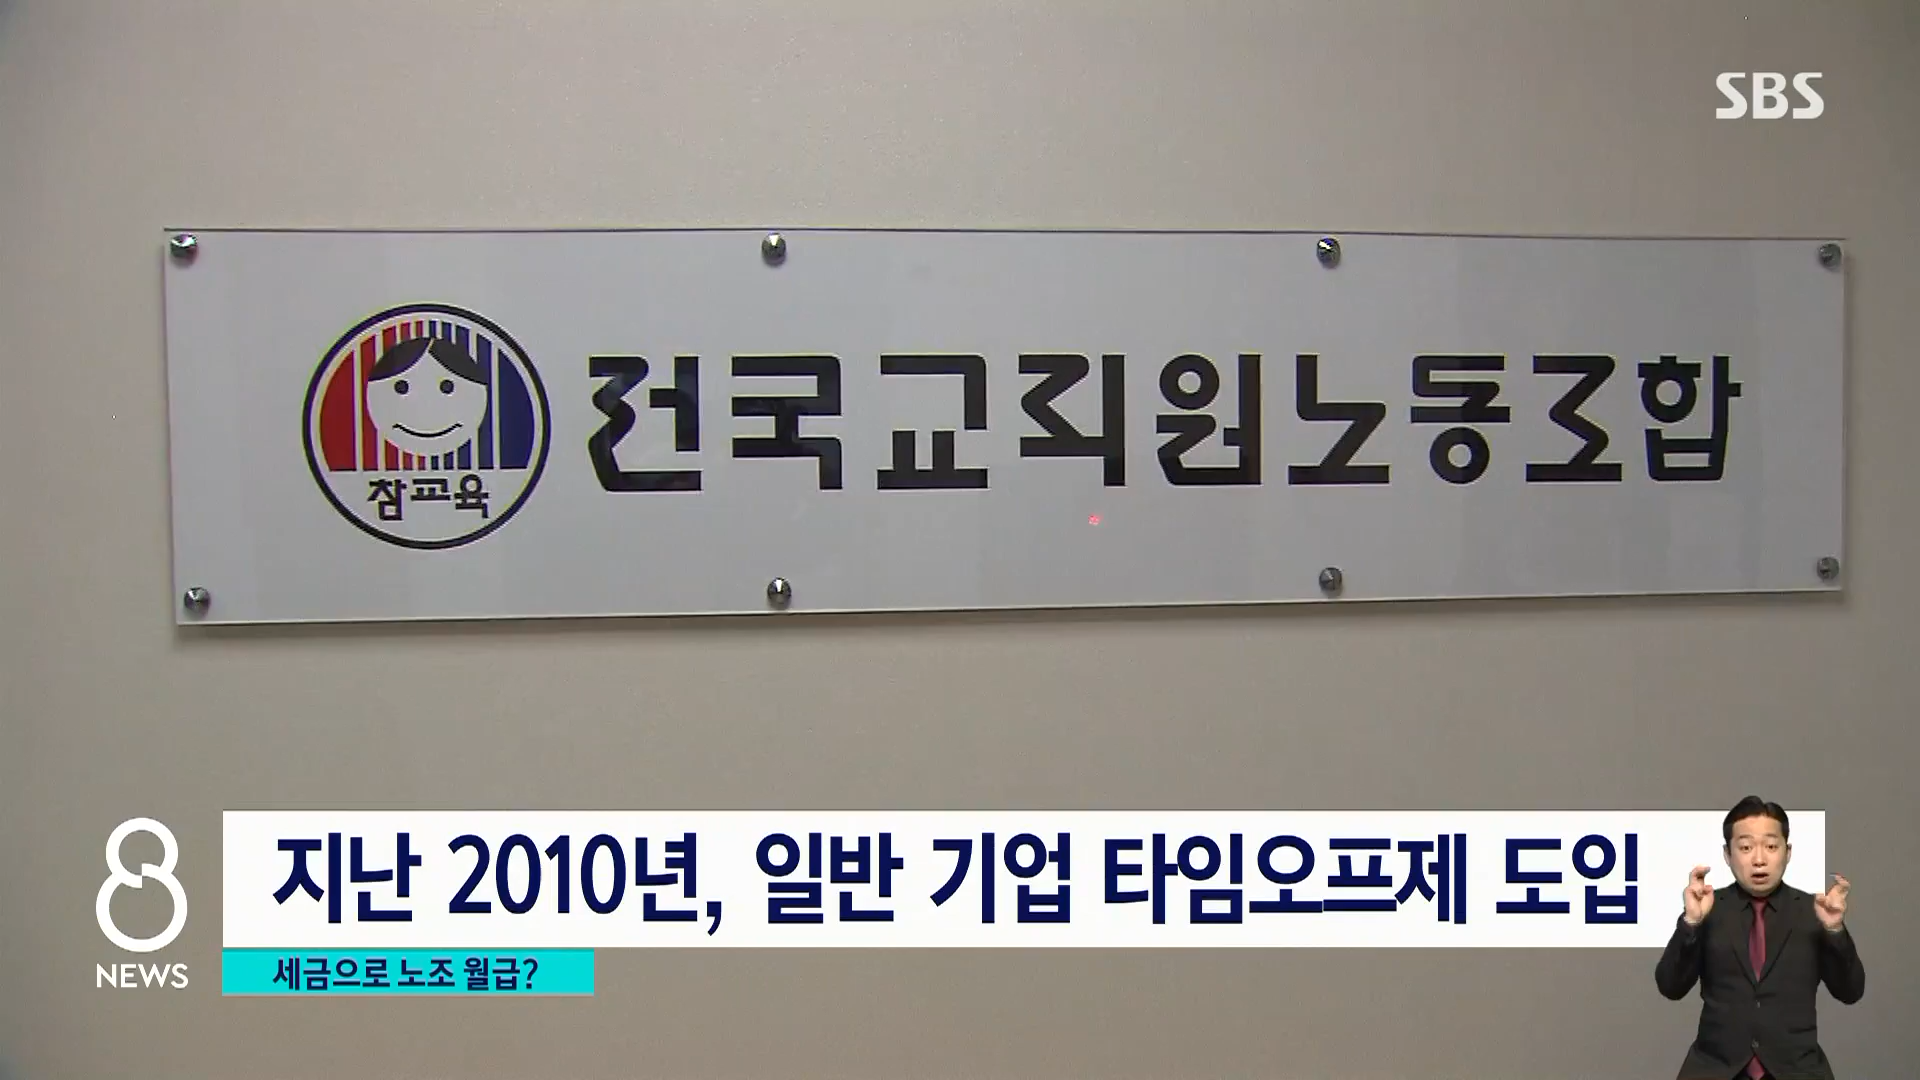 SBS
전국교직원노동조합
참교육
지난 2010년, 일반 기업 타임오프제 도입
8
NEWS
세금으로 노조 월급?